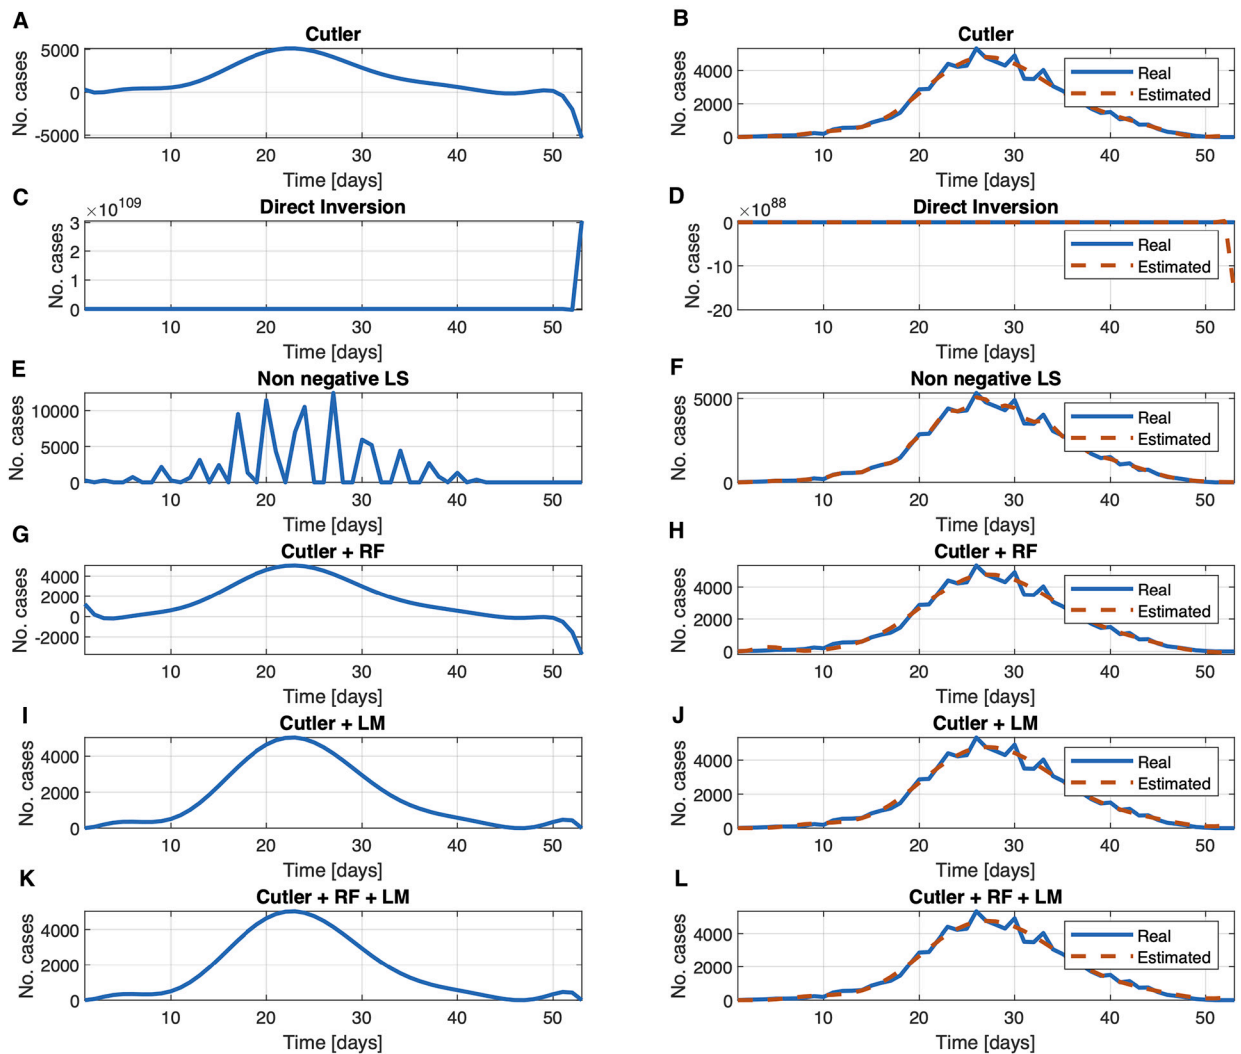 A
Cutler
No. cases
5000
0
-5000
10
20
30
40
50
Time [days]
B
Cutler
No. cases
4000
2000
0
Real
Estimated
10
20
30
40
50
Time [days]
C
×10^109
Direct Inversion
No. cases
3
2
1
0
10
20
30
40
50
Time [days]
D
×10^88
Direct Inversion
No. cases
0
-10
-20
Real
Estimated
10
20
30
40
50
Time [days]
E
Non negative LS
No. cases
10000
5000
0
10
20
30
40
50
Time [days]
F
Non negative LS
No. cases
5000
0
Real
Estimated
10
20
30
40
50
Time [days]
G
Cutler + RF
No. cases
4000
2000
0
-2000
10
20
30
40
50
Time [days]
H
Cutler + RF
No. cases
4000
2000
0
Real
Estimated
10
20
30
40
50
Time [days]
I
Cutler + LM
No. cases
4000
2000
0
10
20
30
40
50
Time [days]
J
Cutler + LM
No. cases
4000
2000
0
Real
Estimated
10
20
30
40
50
Time [days]
K
Cutler + RF + LM
No. cases
4000
2000
0
10
20
30
40
50
Time [days]
L
Cutler + RF + LM
No. cases
4000
2000
0
Real
Estimated
10
20
30
40
50
Time [days]